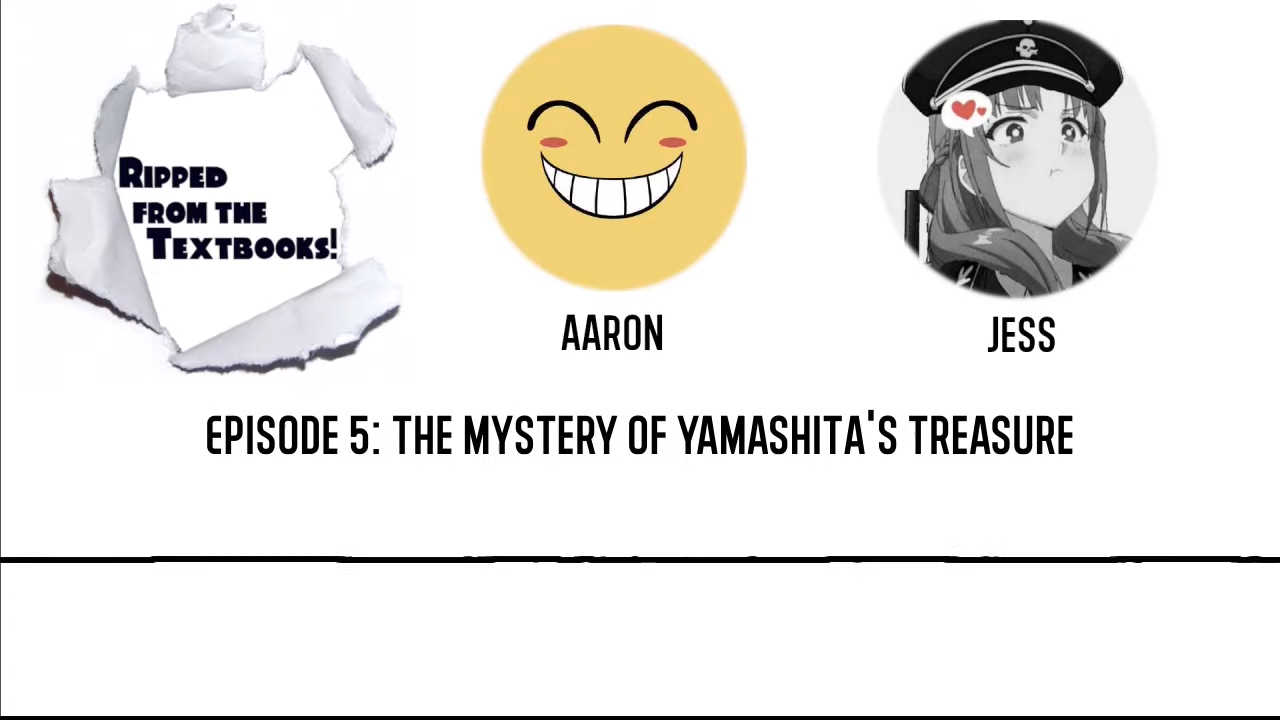 RIPPED
FROM THE
TEXTBOOKS!
AARON
JESS
EPISODE 5: THE MYSTERY OF YAMASHITA'S TREASURE